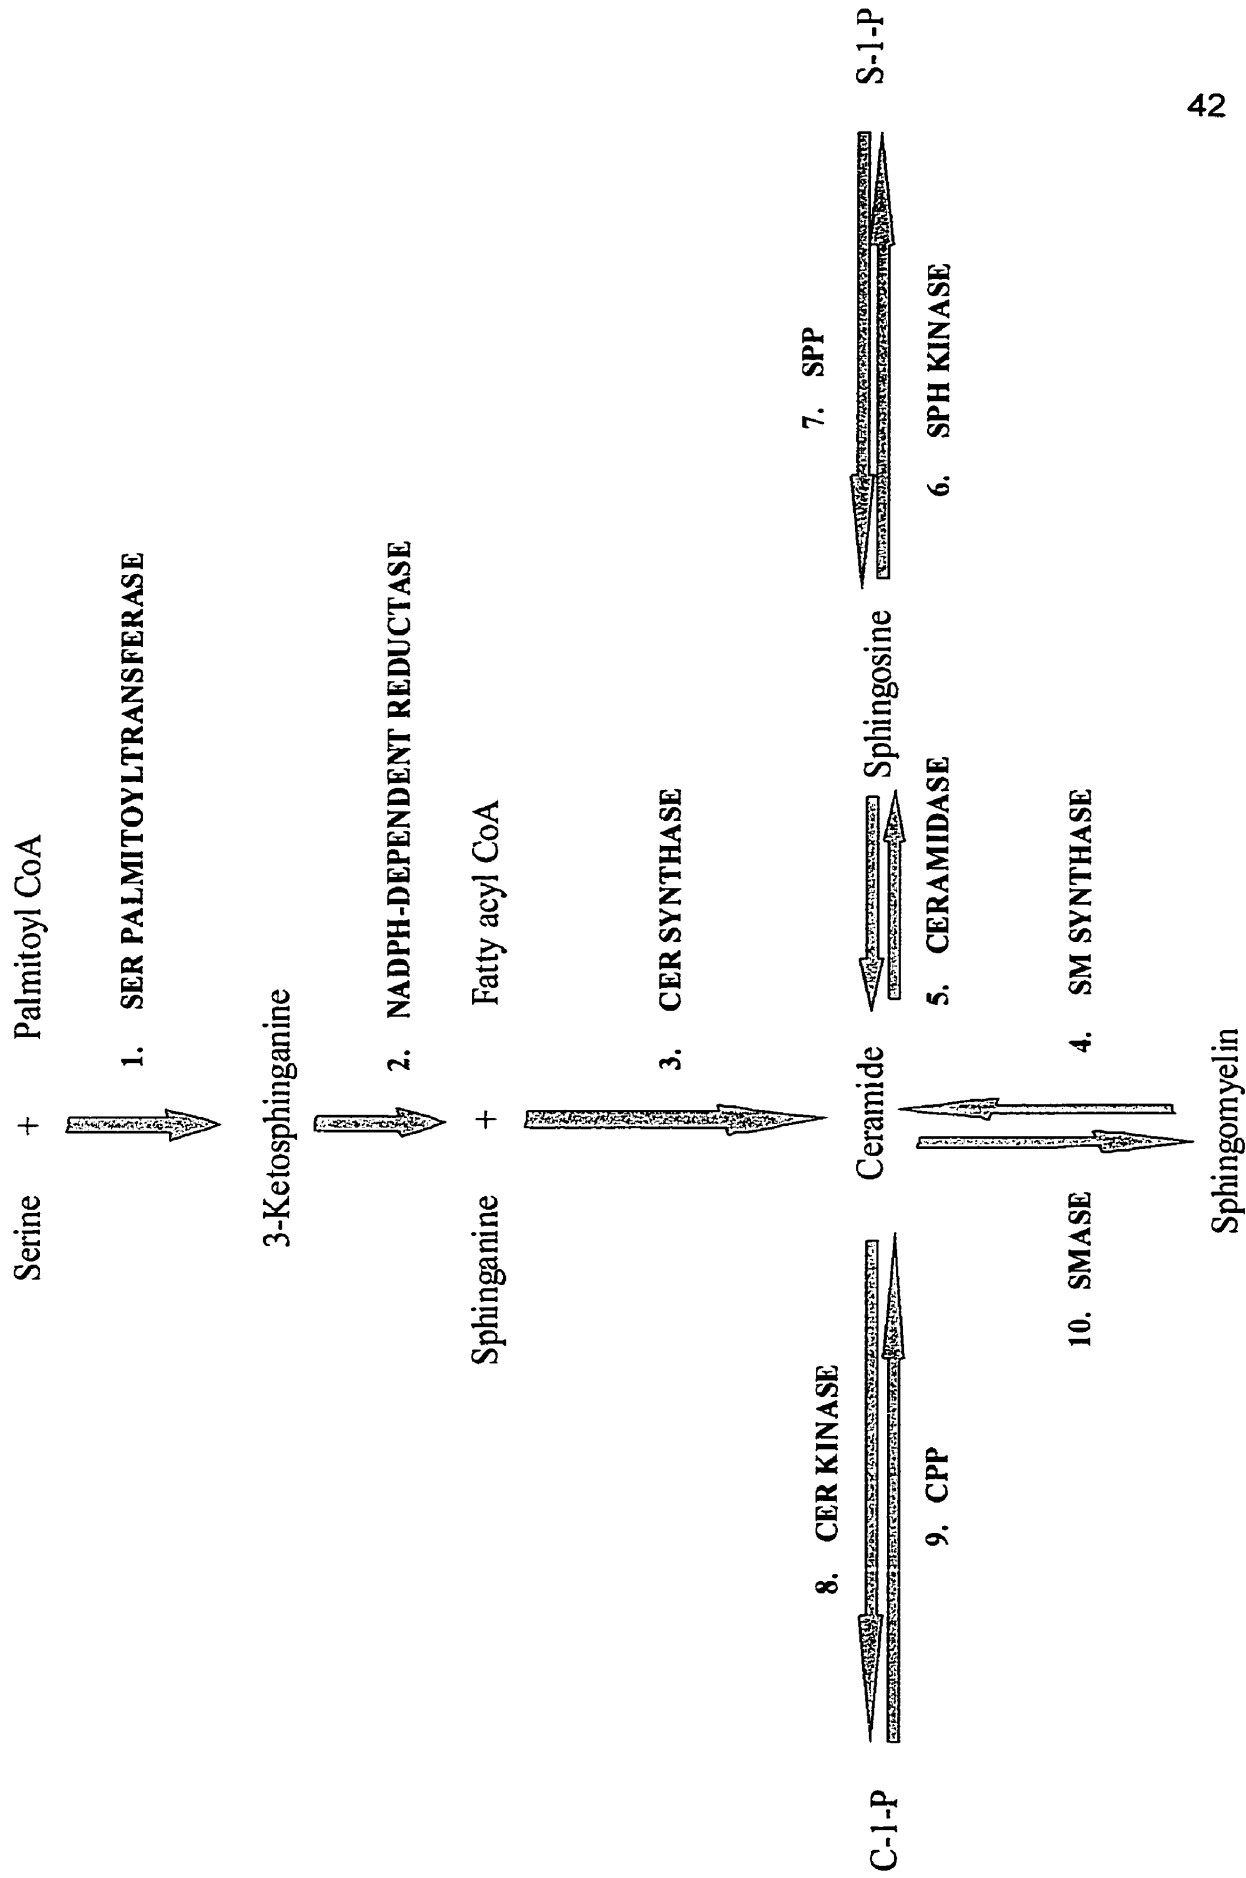 Serine + Palmitoyl CoA
1. SER PALMITOYLTRANSFERASE
3-Ketosphinganine
2. NADPH-DEPENDENT REDUCTASE
Sphinganine + Fatty acyl CoA
3. CER SYNTHASE
8. CER KINASE
7. SPP
C-1-P
Ceramide
Sphingosine
S-1-P
9. CPP
5. CERAMIDASE
6. SPH KINASE
10. SMASE
4. SM SYNTHASE
Sphingomyelin
42